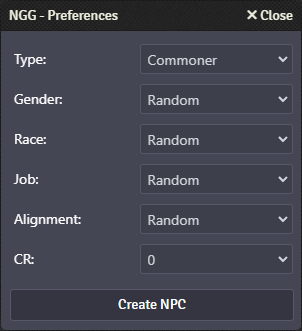 NGG - Preferences ✕ Close
Type: Commoner
Gender: Random
Race: Random
Job: Random
Alignment: Random
CR: 0
Create NPC